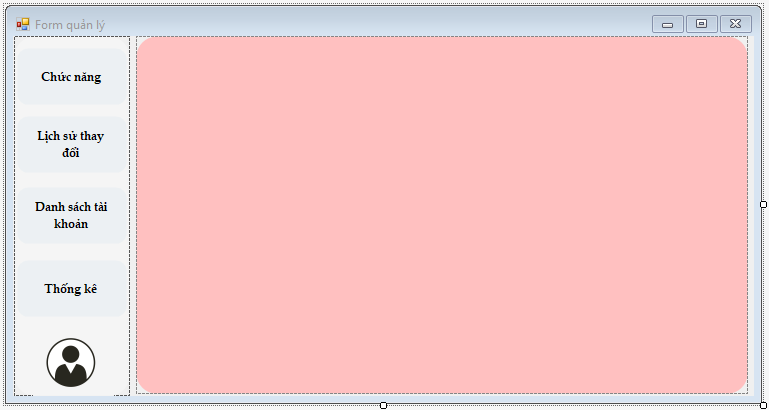 Form quản lý
Chức năng
Lịch sử thay
đổi
Danh sách tài
khoản
Thống kê